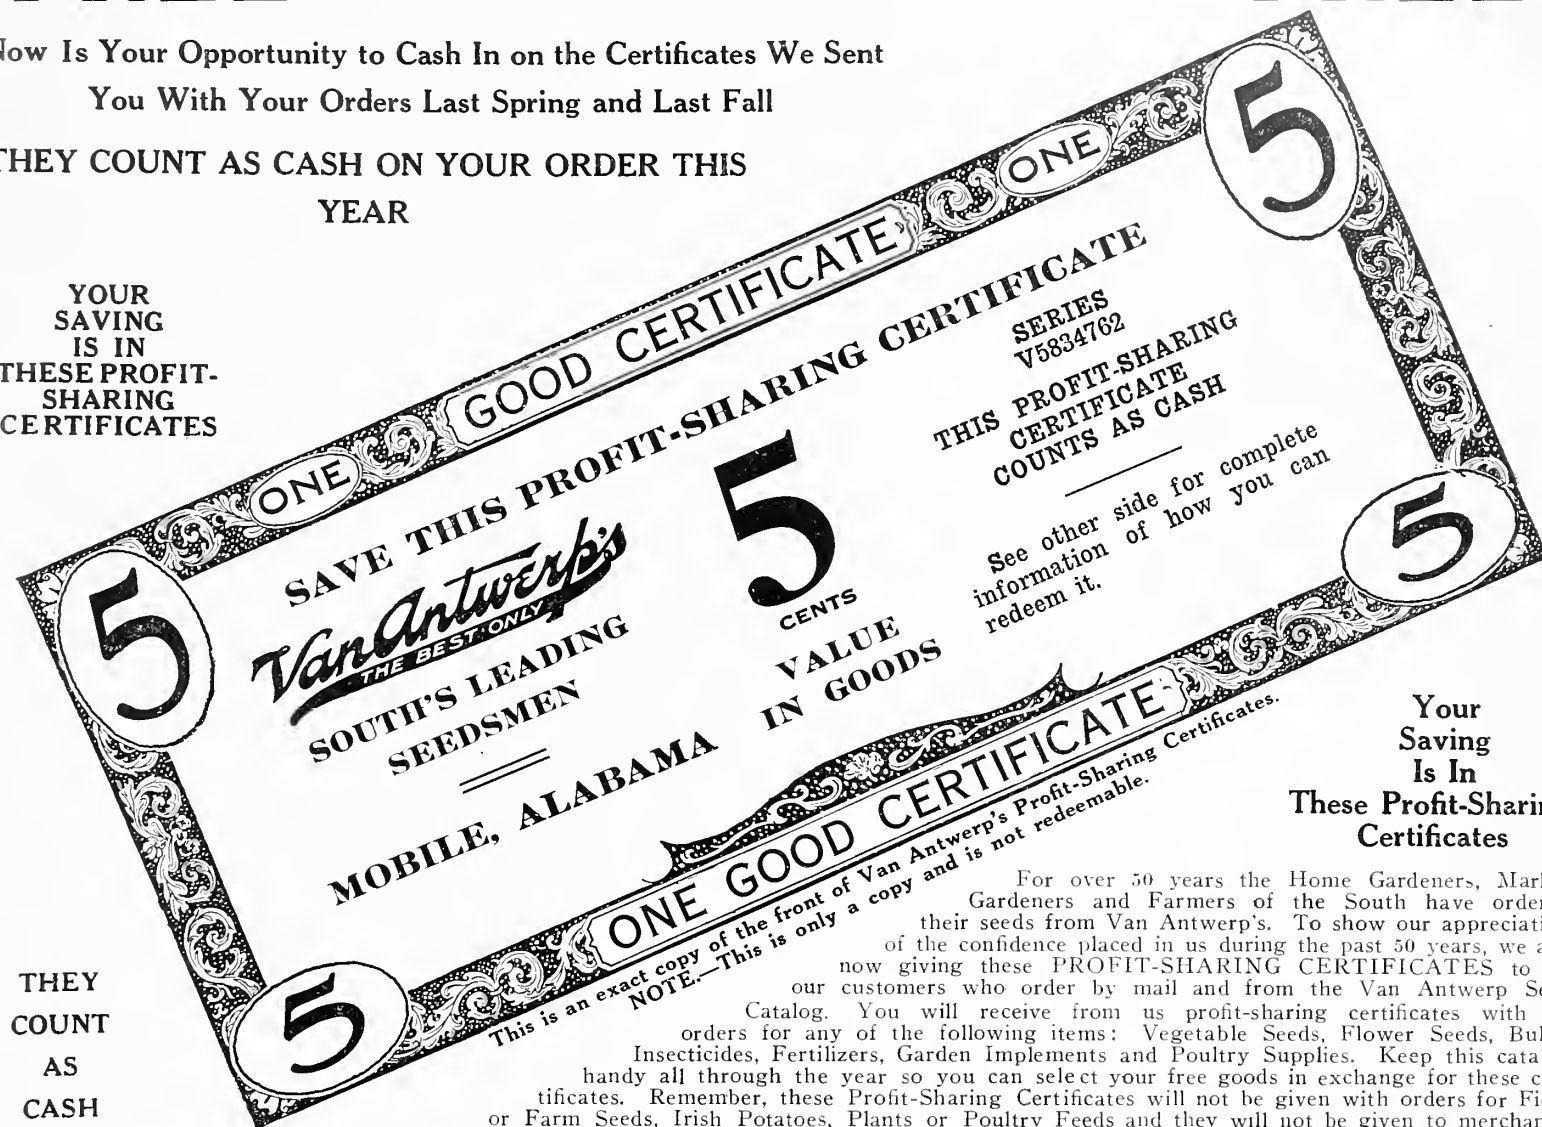 Now Is Your Opportunity to Cash In on the Certificates We Sent
You With Your Orders Last Spring and Last Fall
THEY COUNT AS CASH ON YOUR ORDER THIS
YEAR
YOUR
SAVING
IS IN
THESE PROFIT-
SHARING
CERTIFICATES
5
ONE
GOOD CERTIFICATE
ONE
5
SAVE THIS PROFIT-SHARING CERTIFICATE
Van Antwerp's
THE BEST ONLY
SOUTH'S LEADING
SEEDSMEN
MOBILE, ALABAMA
5
CENTS
VALUE
IN GOODS
SERIES
V5834762
THIS PROFIT-SHARING
CERTIFICATE
COUNTS AS CASH
See other side for complete
information of how you can
redeem it.
5
ONE GOOD CERTIFICATE
5
This is an exact copy of the front of Van Antwerp's Profit-Sharing Certificates.
NOTE.—This is only a copy and is not redeemable.
Your
Saving
Is In
These Profit-Sharin
Certificates
THEY
COUNT
AS
CASH
For over 50 years the Home Gardeners, Mark
Gardeners and Farmers of the South have order
their seeds from Van Antwerp's. To show our appreciati
of the confidence placed in us during the past 50 years, we a
now giving these PROFIT-SHARING CERTIFICATES to
our customers who order by mail and from the Van Antwerp Se
Catalog. You will receive from us profit-sharing certificates with
orders for any of the following items: Vegetable Seeds, Flower Seeds, Bul
Insecticides, Fertilizers, Garden Implements and Poultry Supplies. Keep this catal
handy all through the year so you can select your free goods in exchange for these c
tificates. Remember, these Profit-Sharing Certificates will not be given with orders for Fi
or Farm Seeds, Irish Potatoes, Plants or Poultry Feeds and they will not be given to merchan